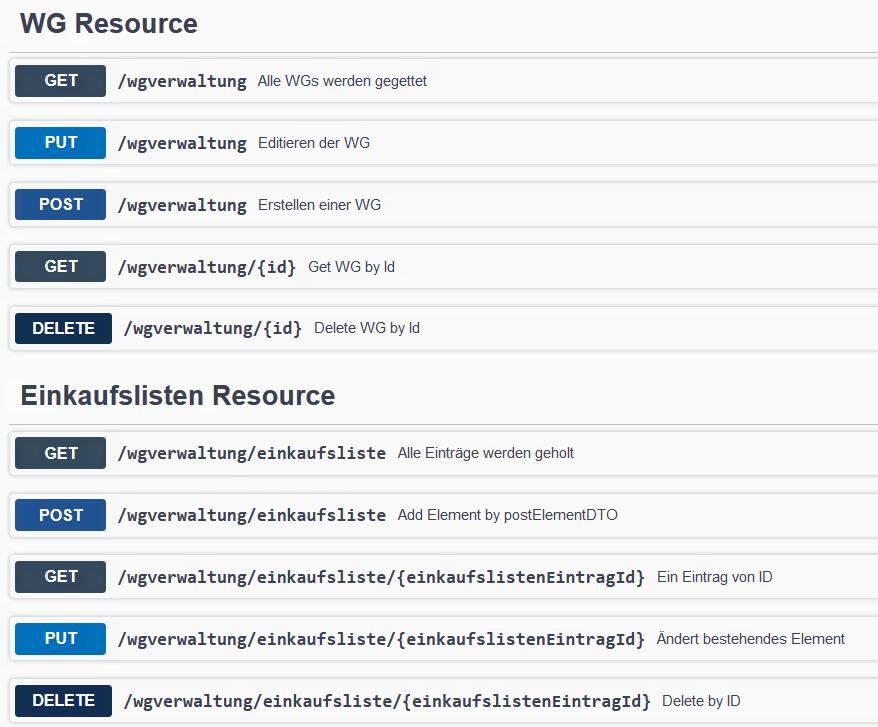 WG Resource
GET /wgverwaltung Alle WGs werden gegettet
PUT /wgverwaltung Editieren der WG
POST /wgverwaltung Erstellen einer WG
GET /wgverwaltung/{id} Get WG by Id
DELETE /wgverwaltung/{id} Delete WG by Id
Einkaufslisten Resource
GET /wgverwaltung/einkaufsliste Alle Einträge werden geholt
POST /wgverwaltung/einkaufsliste Add Element by postElementDTO
GET /wgverwaltung/einkaufsliste/{einkaufslistenEintragId} Ein Eintrag von ID
PUT /wgverwaltung/einkaufsliste/{einkaufslistenEintragId} Ändert bestehendes Element
DELETE /wgverwaltung/einkaufsliste/{einkaufslistenEintragId} Delete by ID